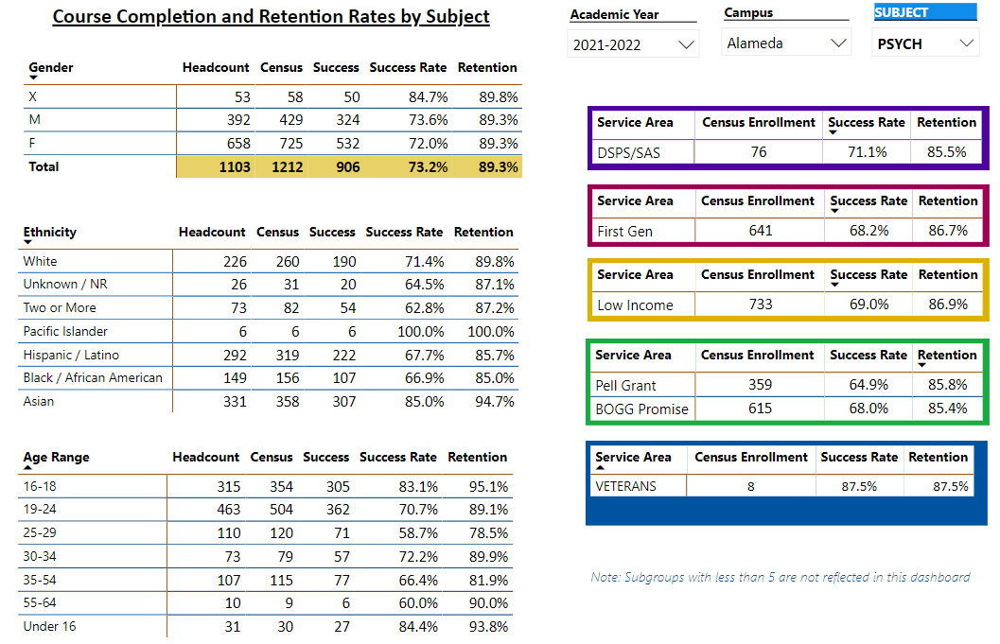 Course Completion and Retention Rates by Subject
Academic Year
2021-2022
Campus
Alameda
SUBJECT
PSYCH
Gender Headcount Census Success Success Rate Retention
X 53 58 50 84.7% 89.8%
M 392 429 324 73.6% 89.3%
F 658 725 532 72.0% 89.3%
Total 1103 1212 906 73.2% 89.3%
Ethnicity Headcount Census Success Success Rate Retention
White 226 260 190 71.4% 89.8%
Unknown / NR 26 31 20 64.5% 87.1%
Two or More 73 82 54 62.8% 87.2%
Pacific Islander 6 6 6 100.0% 100.0%
Hispanic / Latino 292 319 222 67.7% 85.7%
Black / African American 149 156 107 66.9% 85.0%
Asian 331 358 307 85.0% 94.7%
Age Range Headcount Census Success Success Rate Retention
16-18 315 354 305 83.1% 95.1%
19-24 463 504 362 70.7% 89.1%
25-29 110 120 71 58.7% 78.5%
30-34 73 79 57 72.2% 89.9%
35-54 107 115 77 66.4% 81.9%
55-64 10 9 6 60.0% 90.0%
Under 16 31 30 27 84.4% 93.8%
Service Area Census Enrollment Success Rate Retention
DSPS/SAS 76 71.1% 85.5%
Service Area Census Enrollment Success Rate Retention
First Gen 641 68.2% 86.7%
Service Area Census Enrollment Success Rate Retention
Low Income 733 69.0% 86.9%
Service Area Census Enrollment Success Rate Retention
Pell Grant 359 64.9% 85.8%
BOGG Promise 615 68.0% 85.4%
Service Area Census Enrollment Success Rate Retention
VETERANS 8 87.5% 87.5%
Note: Subgroups with less than 5 are not reflected in this dashboard